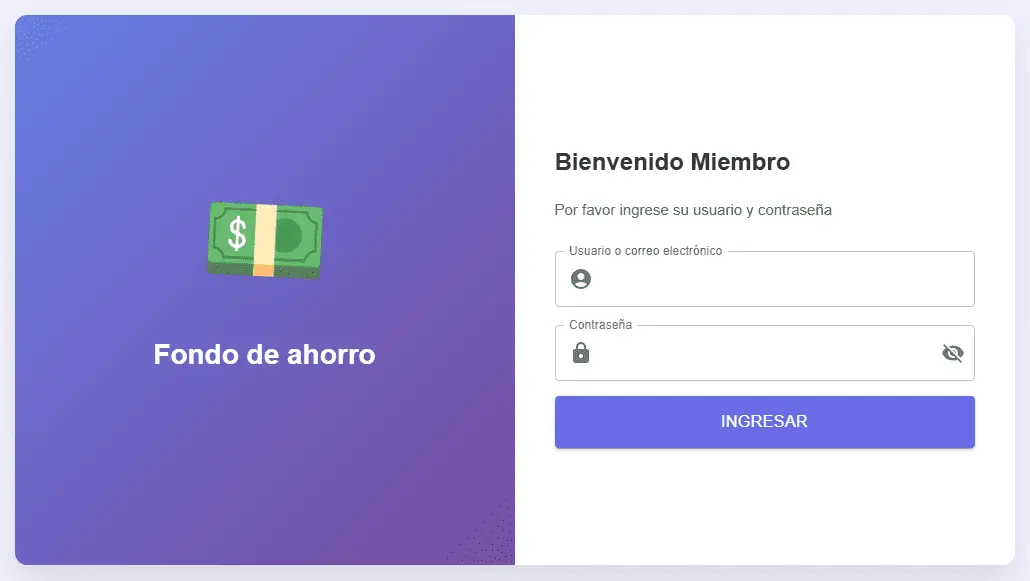 $
Fondo de ahorro
Bienvenido Miembro
Por favor ingrese su usuario y contraseña
Usuario o correo electrónico
Contraseña
INGRESAR